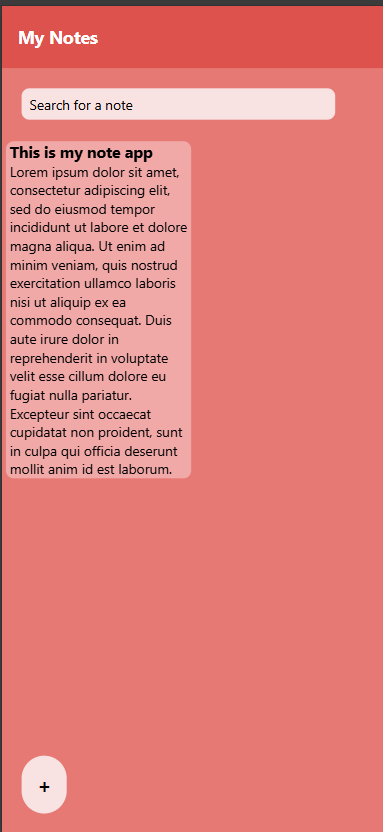 My Notes
Search for a note
This is my note app
Lorem ipsum dolor sit amet,
consectetur adipiscing elit,
sed do eiusmod tempor
incididunt ut labore et dolore
magna aliqua. Ut enim ad
minim veniam, quis nostrud
exercitation ullamco laboris
nisi ut aliquip ex ea
commodo consequat. Duis
aute irure dolor in
reprehenderit in voluptate
velit esse cillum dolore eu
fugiat nulla pariatur.
Excepteur sint occaecat
cupidatat non proident, sunt
in culpa qui officia deserunt
mollit anim id est laborum.
+